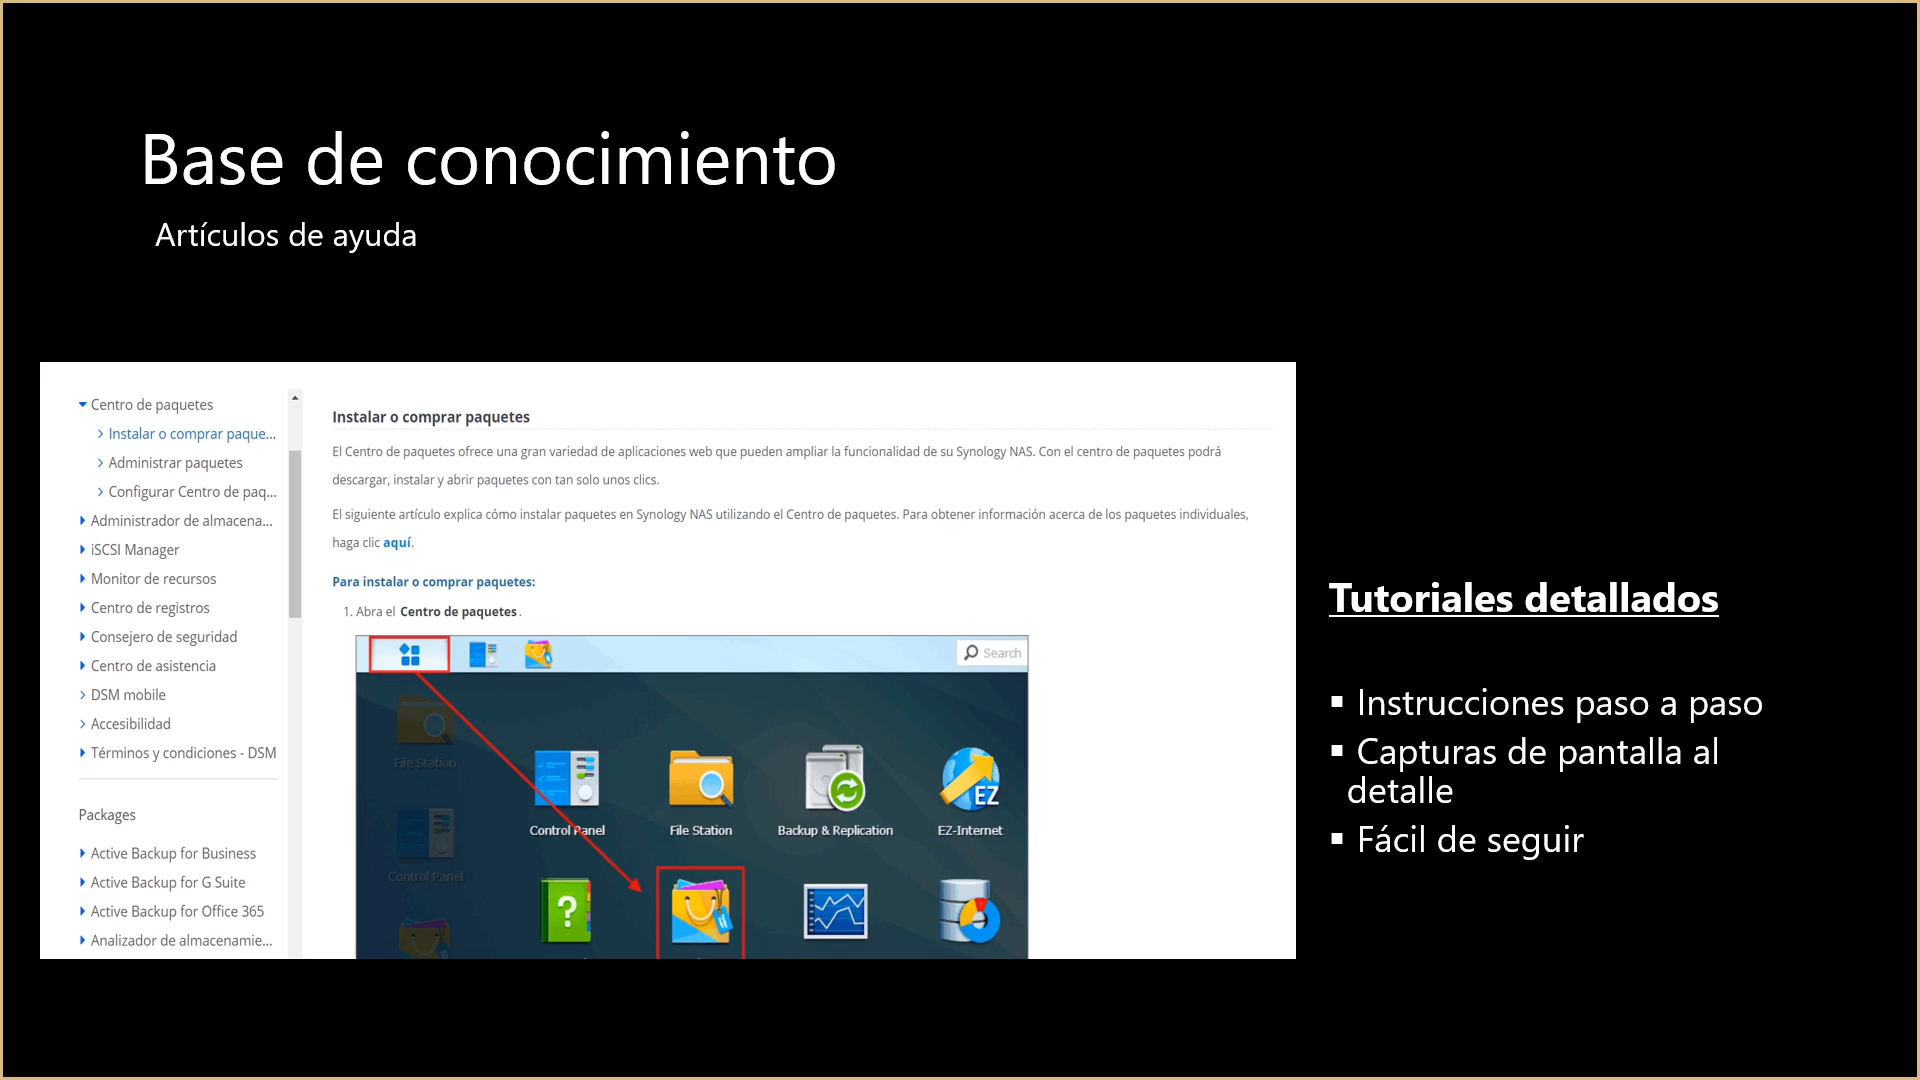 Base de conocimiento
Artículos de ayuda
Centro de paquetes
Instalar o comprar paque...
Administrar paquetes
Configurar Centro de paq...
Administrador de almacena...
iSCSI Manager
Monitor de recursos
Centro de registros
Consejero de seguridad
Centro de asistencia
DSM mobile
Accesibilidad
Términos y condiciones - DSM
Packages
Active Backup for Business
Active Backup for G Suite
Active Backup for Office 365
Analizador de almacenamie...
Instalar o comprar paquetes
El Centro de paquetes ofrece una gran variedad de aplicaciones web que pueden ampliar la funcionalidad de su Synology NAS. Con el centro de paquetes podrá
descargar, instalar y abrir paquetes con tan solo unos clics.
El siguiente artículo explica cómo instalar paquetes en Synology NAS utilizando el Centro de paquetes. Para obtener información acerca de los paquetes individuales,
haga clic aquí.
Para instalar o comprar paquetes:
1. Abra el Centro de paquetes.
Search
File Station
Control Panel
Control Panel
File Station
Backup & Replication
EZ
EZ-Internet
Tutoriales detallados
▪ Instrucciones paso a paso
▪ Capturas de pantalla al
detalle
▪ Fácil de seguir